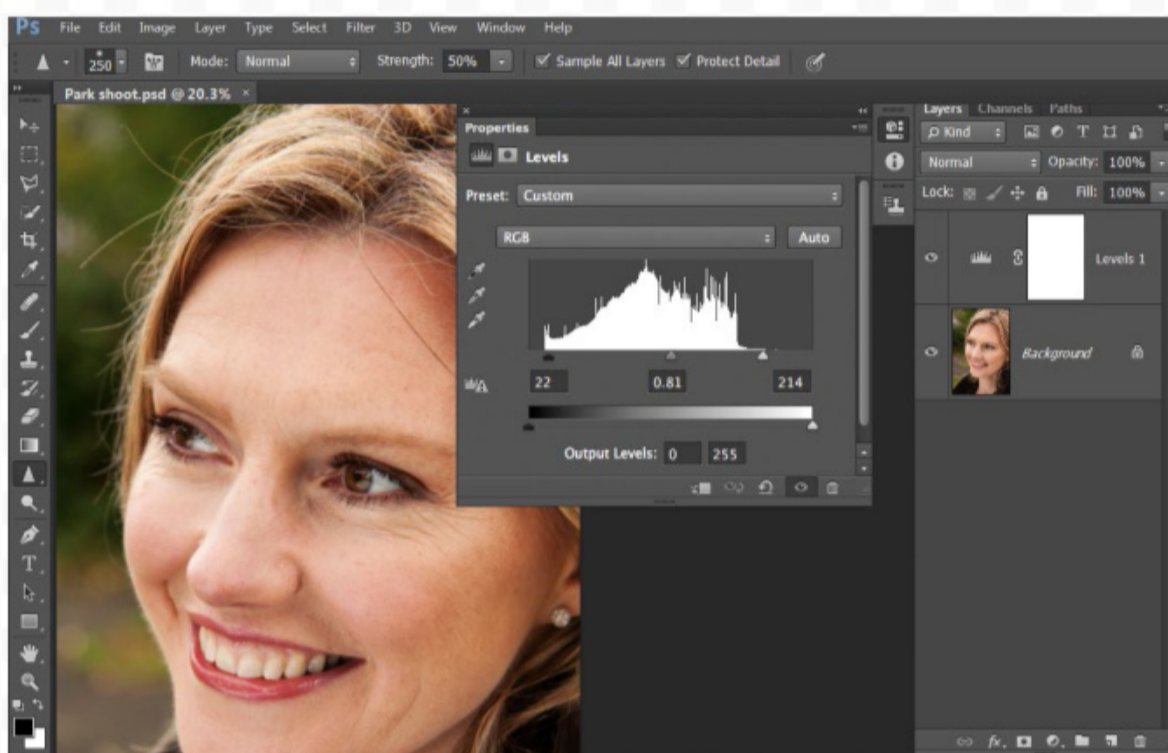 Ps File Edit Image Layer Type Select Filter 3D View Window Help
250 Mode: Normal Strength: 50% Sample All Layers Protect Detail
Park shoot.psd @ 20.3% ×
Properties
Levels
Preset: Custom
RGB Auto
22 0.81 214
Output Levels: 0 255
Layers Channels Paths
Kind
Normal Opacity: 100%
Lock: Fill: 100%
Levels 1
Background